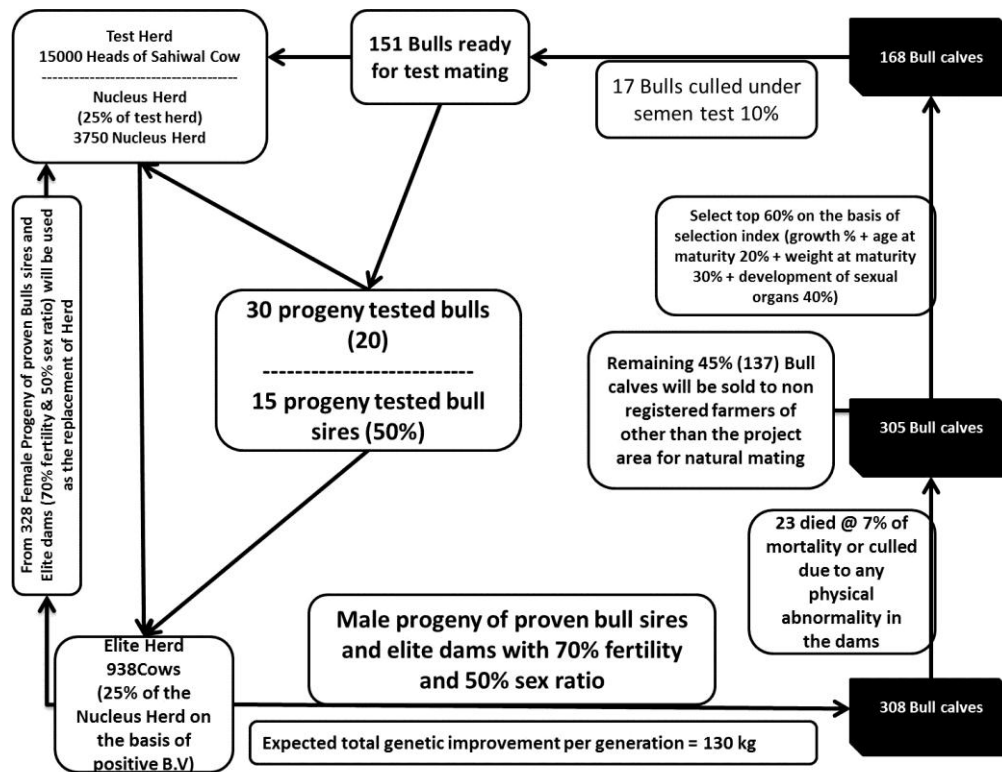 Test Herd
15000 Heads of Sahiwal Cow
-------------------------------------
Nucleus Herd
(25% of test herd)
3750 Nucleus Herd
151 Bulls ready
for test mating
168 Bull calves
17 Bulls culled under
semen test 10%
Select top 60% on the basis of
selection index (growth % + age at
maturity 20% + weight at maturity
30% + development of sexual
organs 40%)
From 328 Female Progeny of proven Bulls sires and
Elite dams (70% fertility & 50% sex ratio) will be used
as the replacement of Herd
30 progeny tested bulls
(20)
---------------------------
15 progeny tested bull
sires (50%)
Remaining 45% (137) Bull
calves will be sold to non
registered farmers of
other than the project
area for natural mating
305 Bull calves
23 died @ 7% of
mortality or culled
due to any
physical
abnormality in
the dams
Elite Herd
938Cows
(25% of the
Nucleus Herd on
the basis of
positive B.V)
Male progeny of proven bull sires
and elite dams with 70% fertility
and 50% sex ratio
308 Bull calves
Expected total genetic improvement per generation = 130 kg